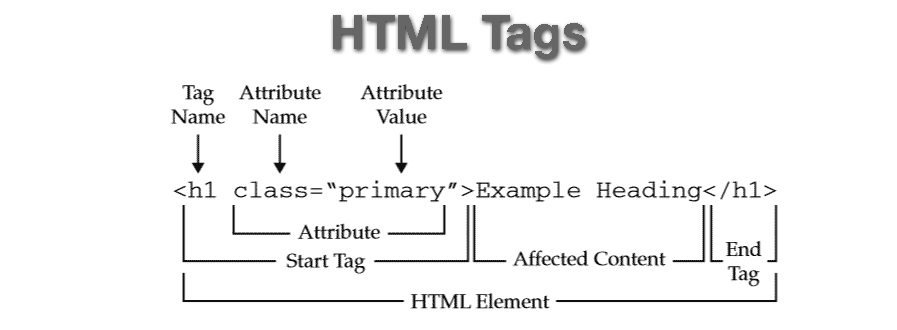 HTML Tags
Tag Attribute Attribute
Name Name Value
<h1 class=“primary”>Example Heading</h1>
Attribute
Start Tag Affected Content End
Tag
HTML Element